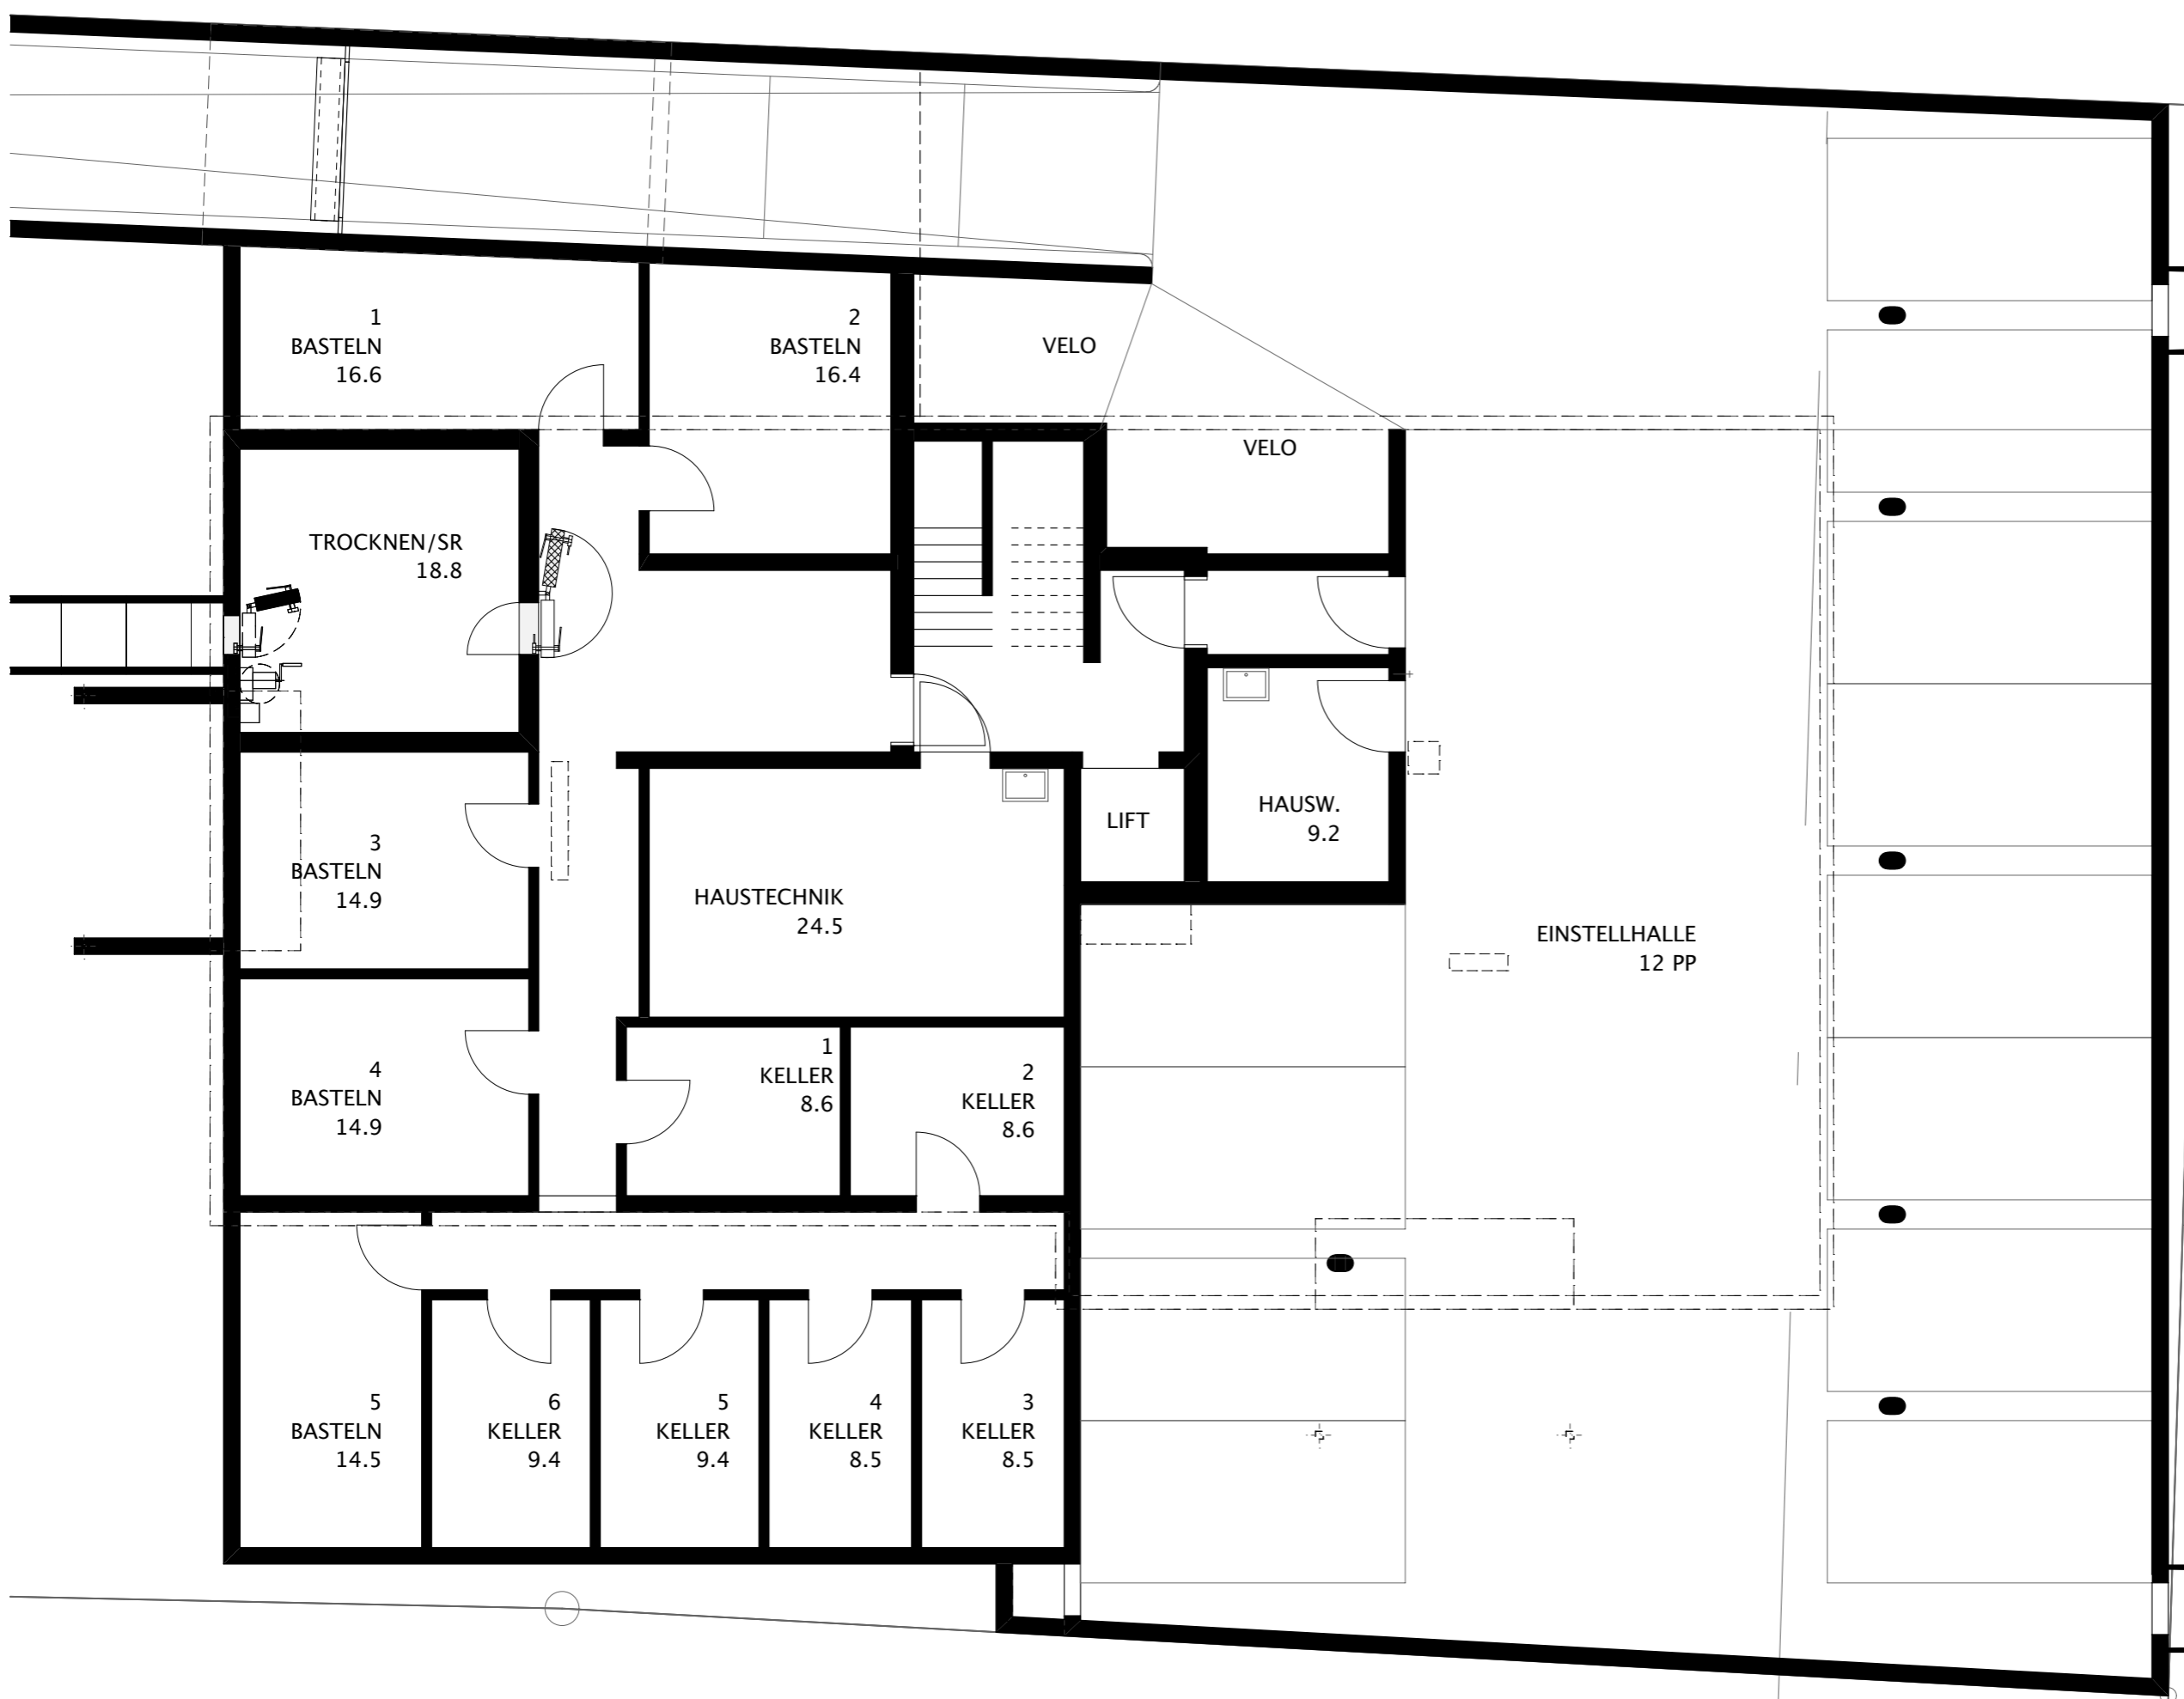 1
BASTELN
16.6
2
BASTELN
16.4
VELO
VELO
TROCKNEN/SR
18.8
3
BASTELN
14.9
HAUSTECHNIK
24.5
LIFT
HAUSW.
9.2
EINSTELLHALLE
12 PP
4
BASTELN
14.9
1
KELLER
8.6
2
KELLER
8.6
5
BASTELN
14.5
6
KELLER
9.4
5
KELLER
9.4
4
KELLER
8.5
3
KELLER
8.5